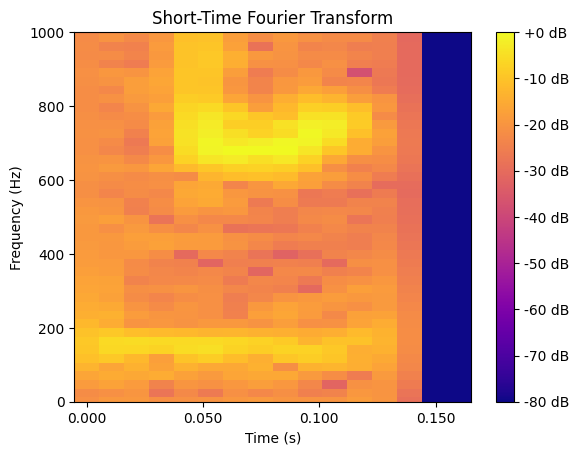 Short-Time Fourier Transform
Frequency (Hz)
1000
800
600
400
200
0
0.000
0.050
0.100
0.150
Time (s)
+0 dB
-10 dB
-20 dB
-30 dB
-40 dB
-50 dB
-60 dB
-70 dB
-80 dB